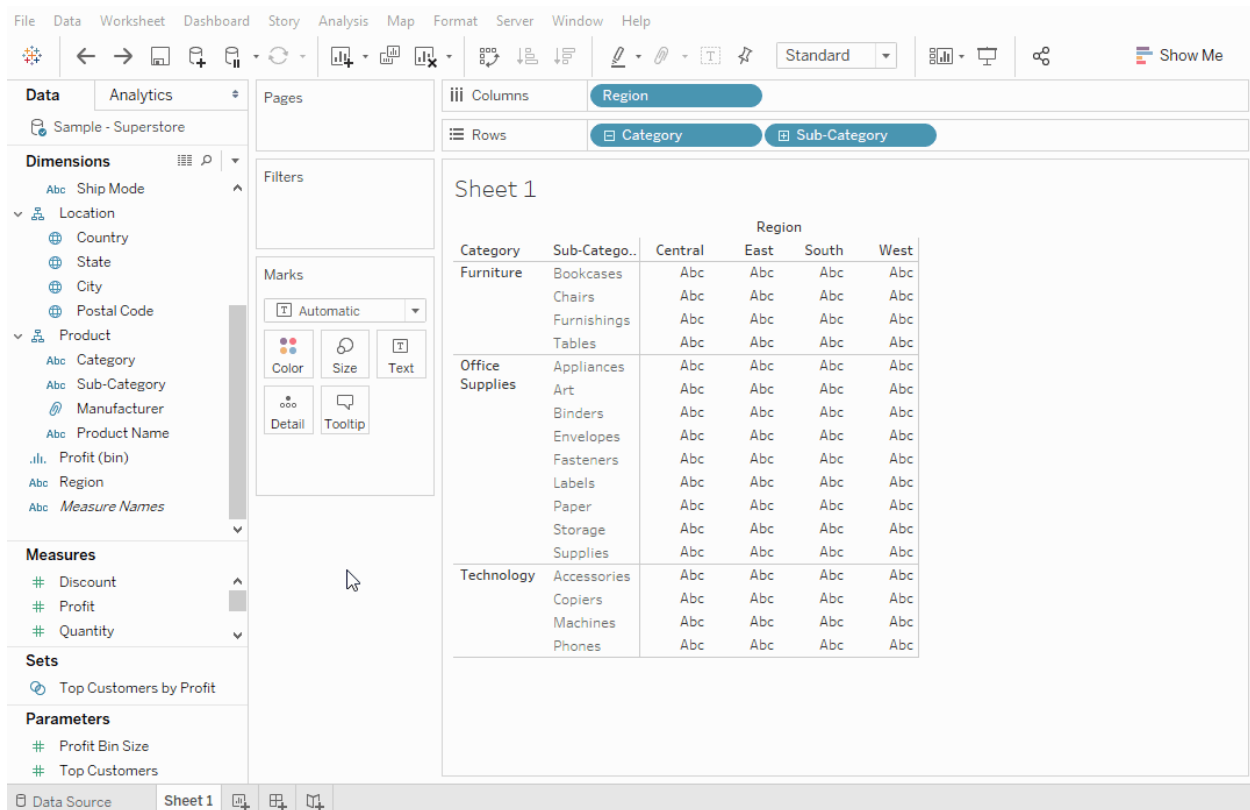 File Data Worksheet Dashboard Story Analysis Map Format Server Window Help
Standard
Show Me
Data Analytics
Sample - Superstore
Dimensions
Abc Ship Mode
Location
Country
State
City
Postal Code
Product
Abc Category
Abc Sub-Category
Manufacturer
Abc Product Name
Profit (bin)
Abc Region
Abc Measure Names
Measures
# Discount
# Profit
# Quantity
Sets
Top Customers by Profit
Parameters
# Profit Bin Size
# Top Customers
Pages
Filters
Marks
T Automatic
Color Size T Text
Detail Tooltip
iii Columns Region
Rows Category Sub-Category
Sheet 1
Region
Category Sub-Catego.. Central East South West
Furniture Bookcases Abc Abc Abc Abc
Chairs Abc Abc Abc Abc
Furnishings Abc Abc Abc Abc
Tables Abc Abc Abc Abc
Office Supplies Appliances Abc Abc Abc Abc
Art Abc Abc Abc Abc
Binders Abc Abc Abc Abc
Envelopes Abc Abc Abc Abc
Fasteners Abc Abc Abc Abc
Labels Abc Abc Abc Abc
Paper Abc Abc Abc Abc
Storage Abc Abc Abc Abc
Supplies Abc Abc Abc Abc
Technology Accessories Abc Abc Abc Abc
Copiers Abc Abc Abc Abc
Machines Abc Abc Abc Abc
Phones Abc Abc Abc Abc
Data Source Sheet 1